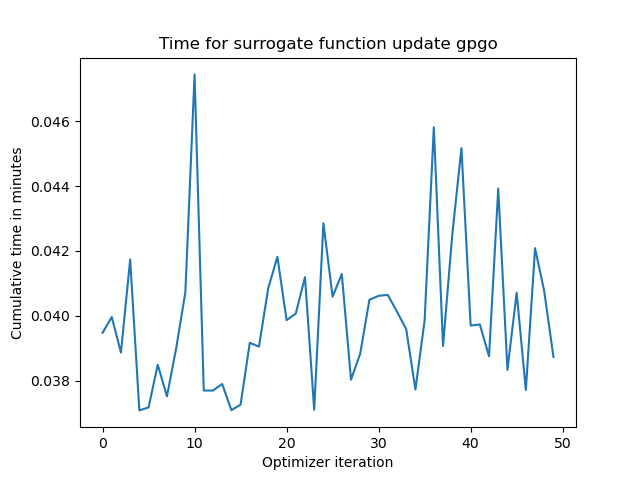 Time for surrogate function update gpgo
Cumulative time in minutes
0.046
0.044
0.042
0.040
0.038
0 10 20 30 40 50
Optimizer iteration